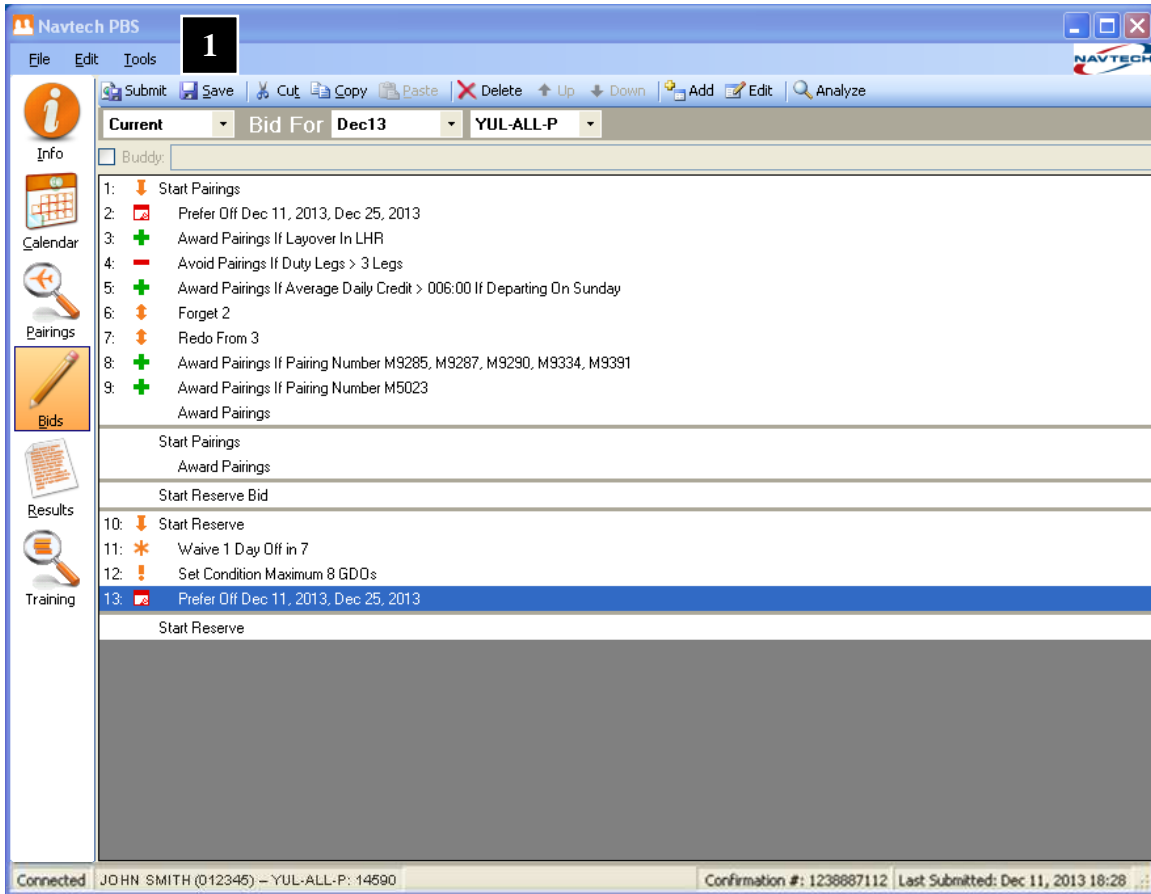 Navtech PBS
1
File Edit Tools
NAVTECH
Submit Save Cut Copy Paste Delete Up Down Add Edit Analyze
Current Bid For Dec13 YUL-ALL-P
Info
Buddy:
1: Start Pairings
2: Prefer Off Dec 11, 2013, Dec 25, 2013
Calendar
3: Award Pairings If Layover In LHR
4: Avoid Pairings If Duty Legs > 3 Legs
5: Award Pairings If Average Daily Credit > 006:00 If Departing On Sunday
6: Forget 2
Pairings
7: Redo From 3
8: Award Pairings If Pairing Number M9285, M9287, M9290, M9334, M9391
9: Award Pairings If Pairing Number M5023
Award Pairings
Bids
Start Pairings
Award Pairings
Start Reserve Bid
Results
10: Start Reserve
11: Waive 1 Day Off in 7
12: Set Condition Maximum 8 GDOs
Training
13: Prefer Off Dec 11, 2013, Dec 25, 2013
Start Reserve
Connected JOHN SMITH (012345) – YUL-ALL-P: 14590 Confirmation #: 1238887112 Last Submitted: Dec 11, 2013 18:28